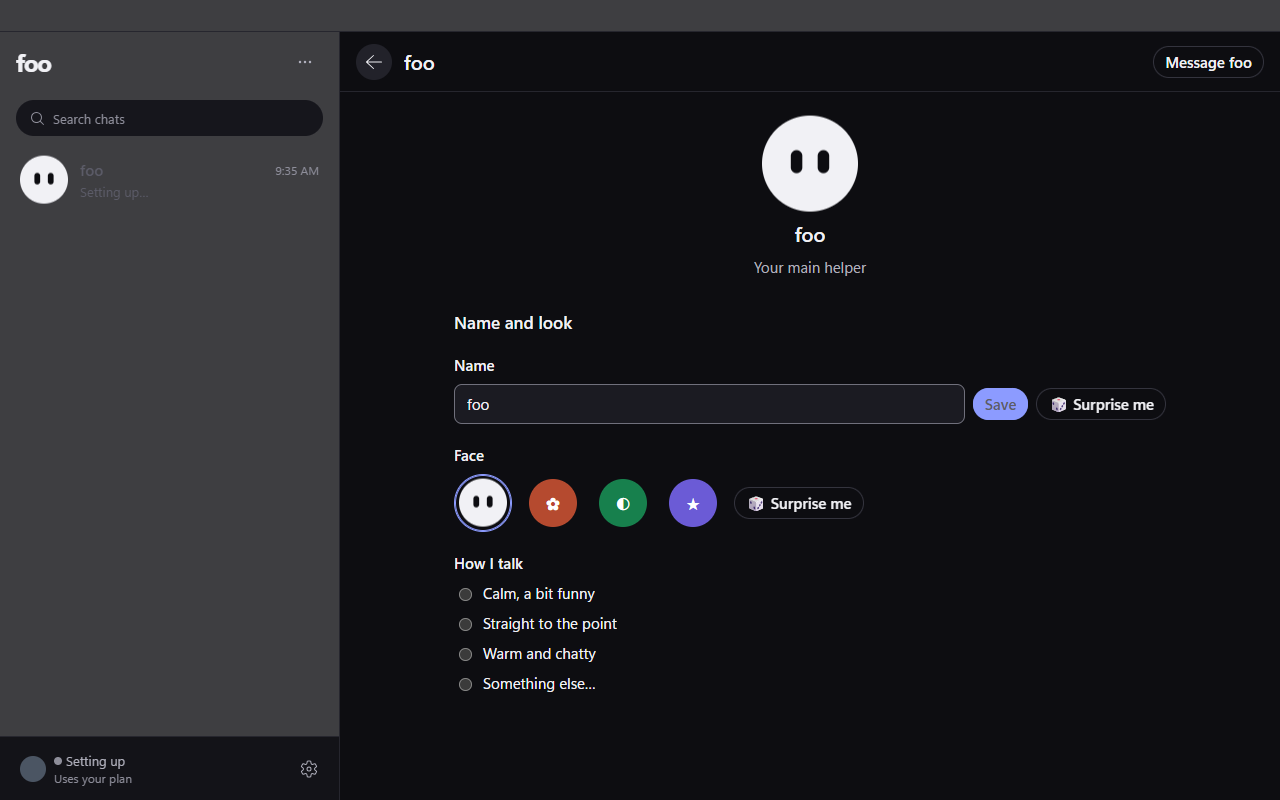 foo
...
Search chats
foo
9:35 AM
Setting up...
Setting up
Uses your plan
foo
Message foo
foo
Your main helper
Name and look
Name
foo
Save
Surprise me
Face
Surprise me
How I talk
Calm, a bit funny
Straight to the point
Warm and chatty
Something else...